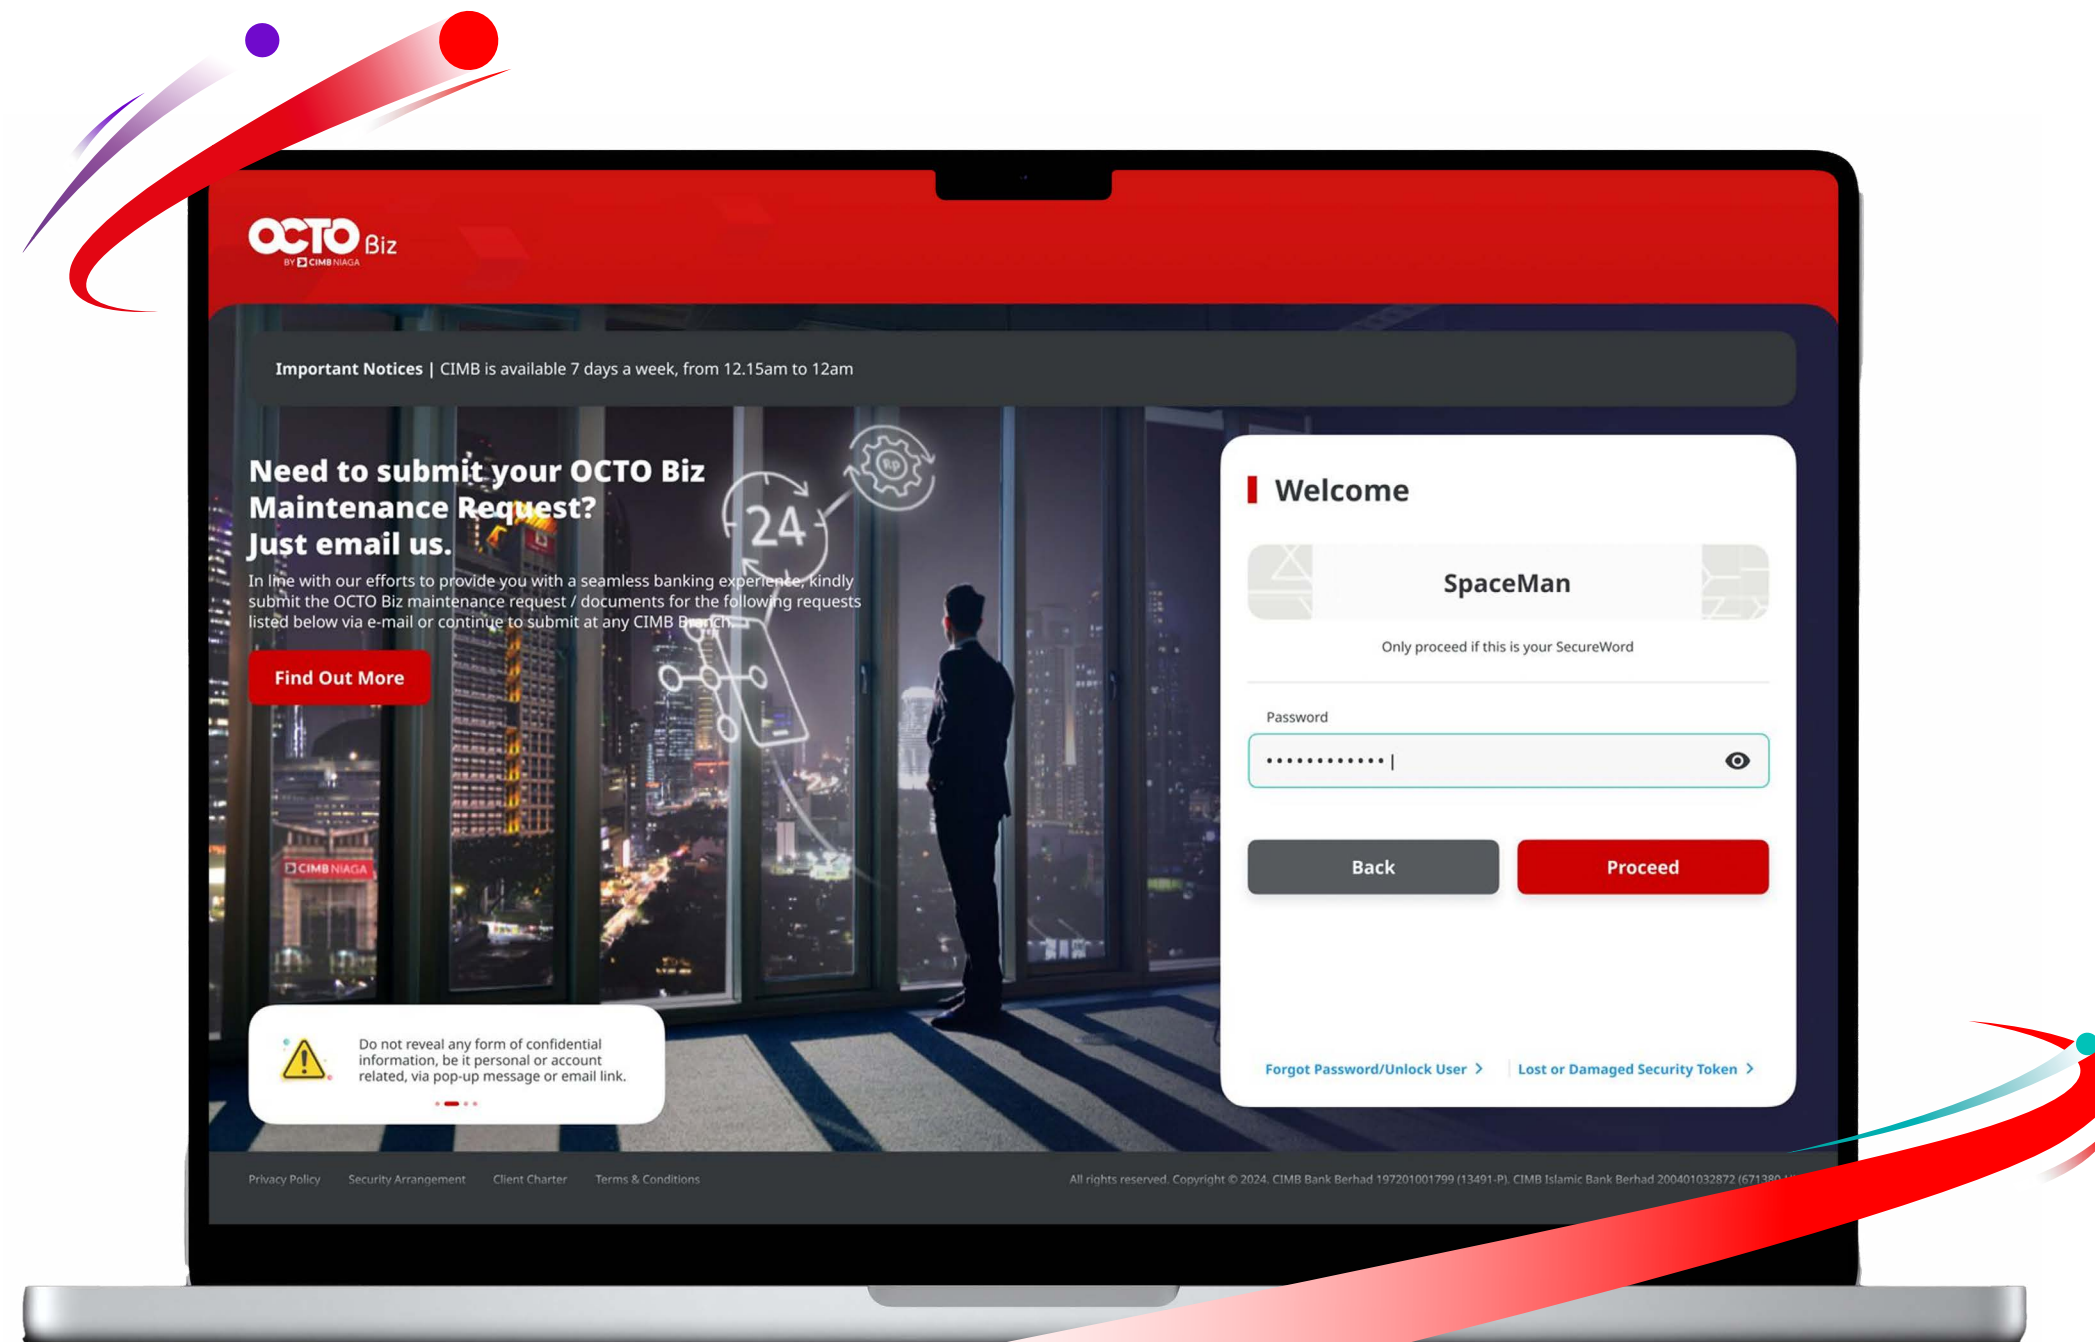 OCTO Biz
BY CIMB NIAGA
Important Notices | CIMB is available 7 days a week, from 12.15am to 12am
Need to submit your OCTO Biz
Maintenance Request?
Just email us.
In line with our efforts to provide you with a seamless banking experience, kindly
submit the OCTO Biz maintenance request / documents for the following requests
listed below via e-mail or continue to submit at any CIMB Branch.
Find Out More
24
Rp
CIMB NIAGA
Do not reveal any form of confidential
information, be it personal or account
related, via pop-up message or email link.
Welcome
SpaceMan
Only proceed if this is your SecureWord
Password
Back
Proceed
Forgot Password/Unlock User
Lost or Damaged Security Token
Privacy Policy
Security Arrangement
Client Charter
Terms & Conditions
All rights reserved. Copyright © 2024. CIMB Bank Berhad 197201001799 (13491-P). CIMB Islamic Bank Berhad 200401032872